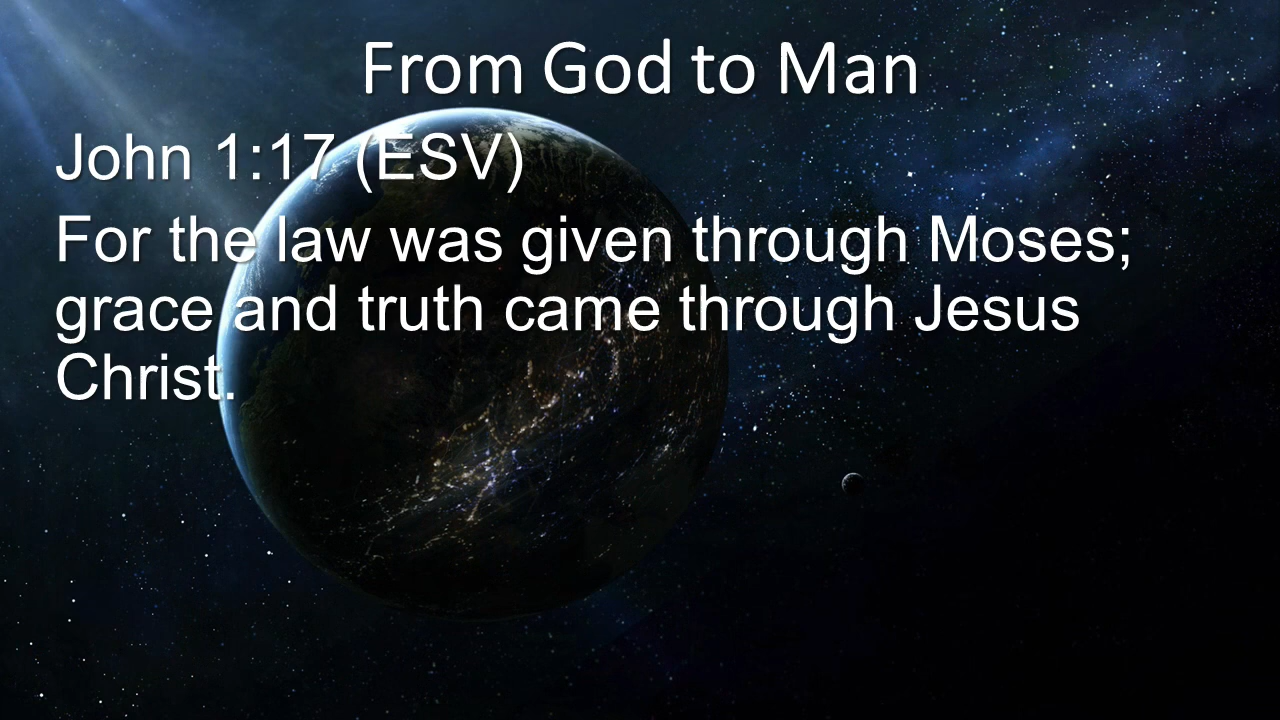 From God to Man
John 1:17 (ESV)
For the law was given through Moses;
grace and truth came through Jesus
Christ.